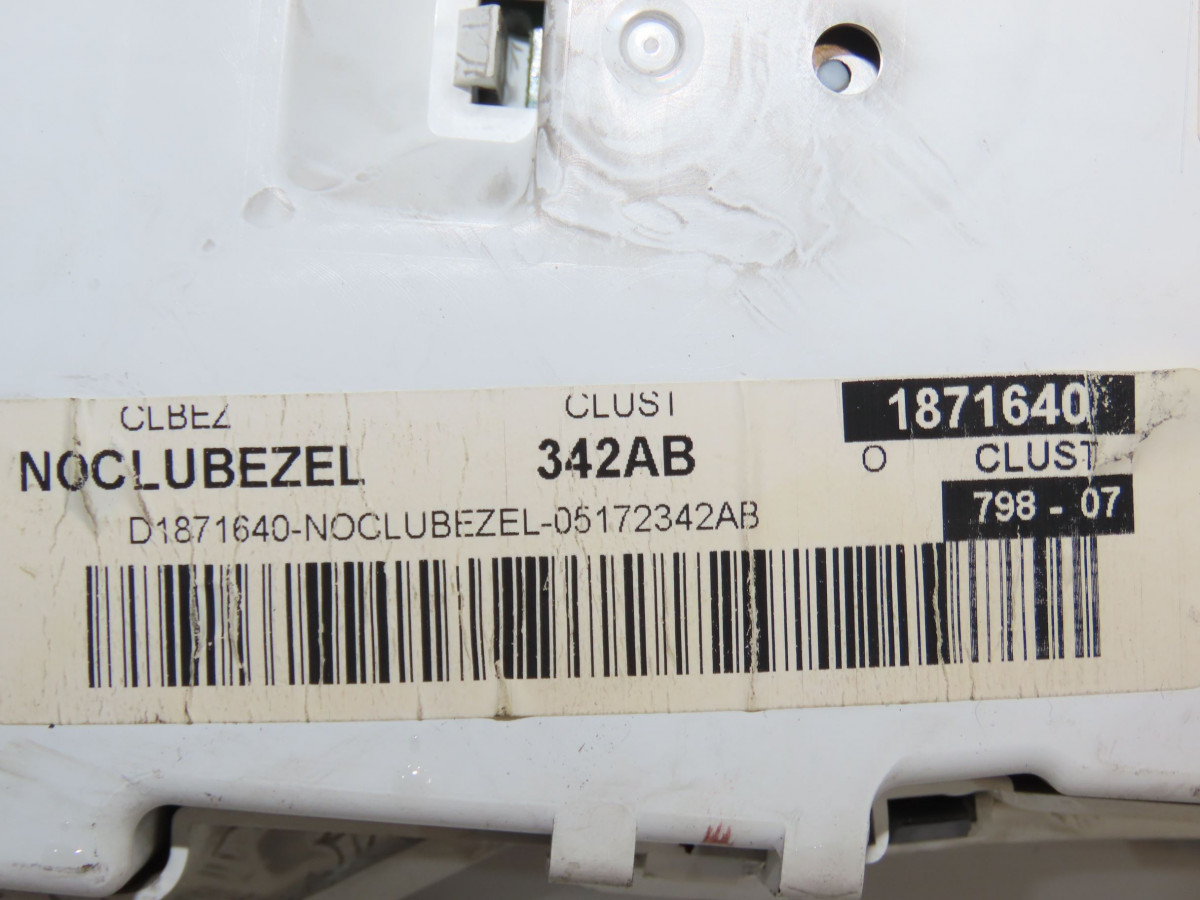 CLBEZ CLUST 1871640
NOCLUBEZEL 342AB O CLUST
D1871640-NOCLUBEZEL-05172342AB 798 - 07